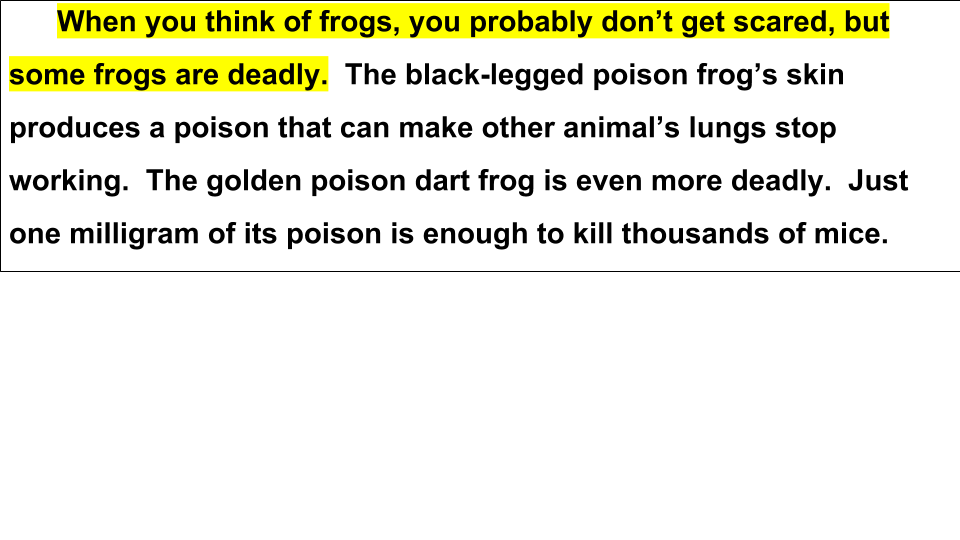 When you think of frogs, you probably don’t get scared, but
some frogs are deadly.  The black-legged poison frog’s skin
produces a poison that can make other animal’s lungs stop
working.  The golden poison dart frog is even more deadly.  Just
one milligram of its poison is enough to kill thousands of mice.